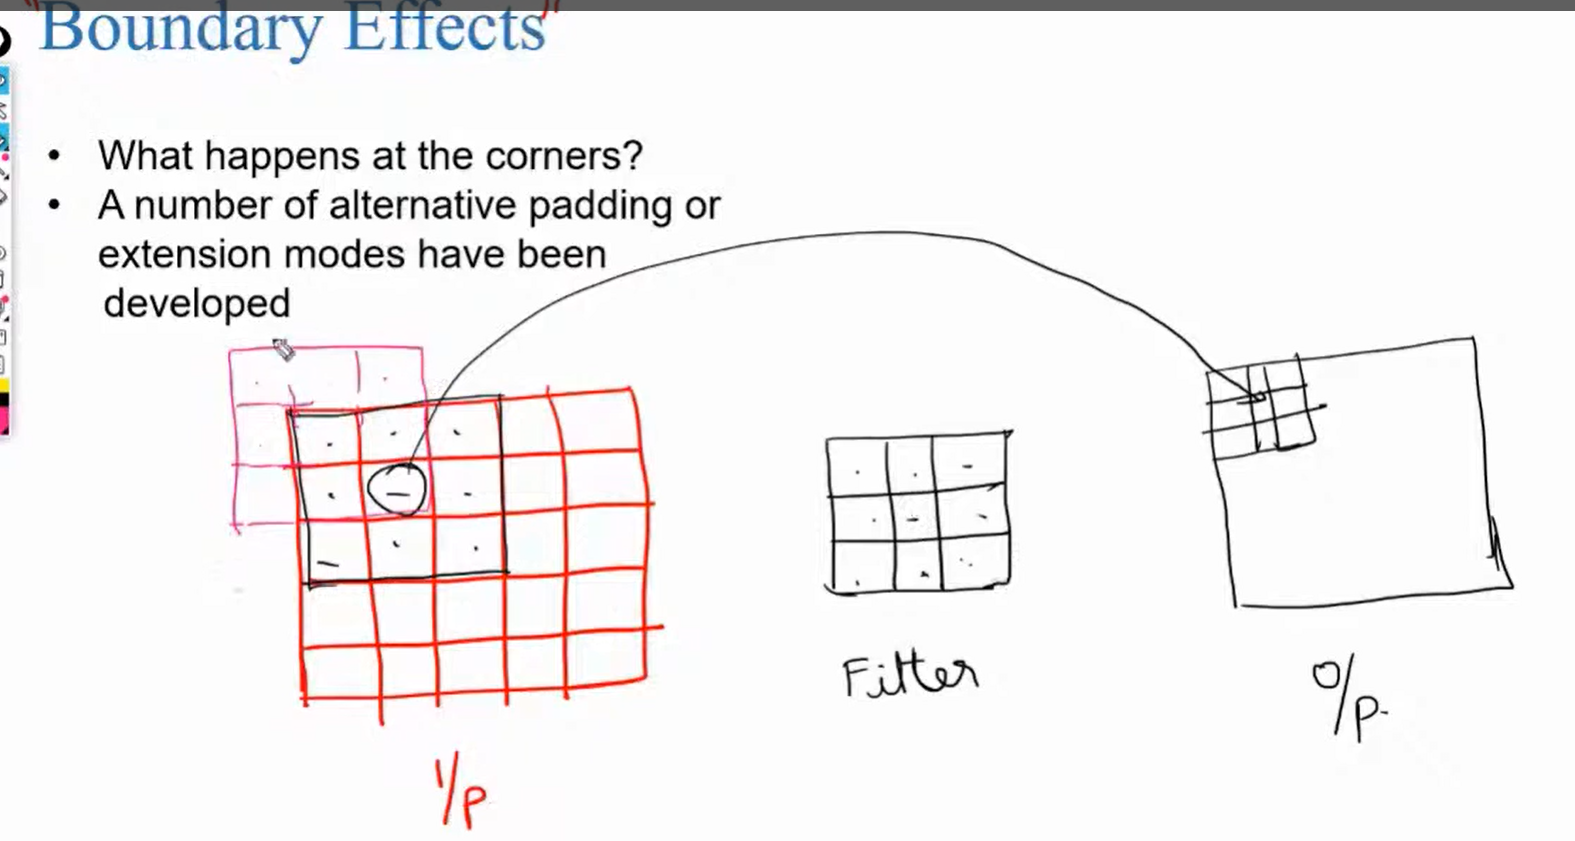 "Boundary Effects"
• What happens at the corners?
• A number of alternative padding or
extension modes have been
developed
Filter
O/p.
I/p